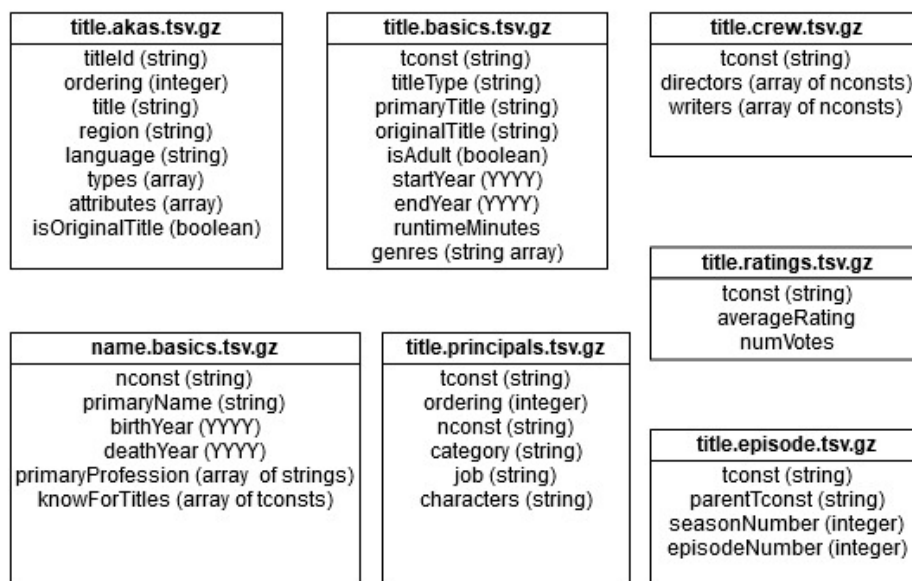 title.akas.tsv.gz
titleId (string)
ordering (integer)
title (string)
region (string)
language (string)
types (array)
attributes (array)
isOriginalTitle (boolean)
title.basics.tsv.gz
tconst (string)
titleType (string)
primaryTitle (string)
originalTitle (string)
isAdult (boolean)
startYear (YYYY)
endYear (YYYY)
runtimeMinutes
genres (string array)
title.crew.tsv.gz
tconst (string)
directors (array of nconsts)
writers (array of nconsts)
title.ratings.tsv.gz
tconst (string)
averageRating
numVotes
name.basics.tsv.gz
nconst (string)
primaryName (string)
birthYear (YYYY)
deathYear (YYYY)
primaryProfession (array of strings)
knowForTitles (array of tconsts)
title.principals.tsv.gz
tconst (string)
ordering (integer)
nconst (string)
category (string)
job (string)
characters (string)
title.episode.tsv.gz
tconst (string)
parentTconst (string)
seasonNumber (integer)
episodeNumber (integer)